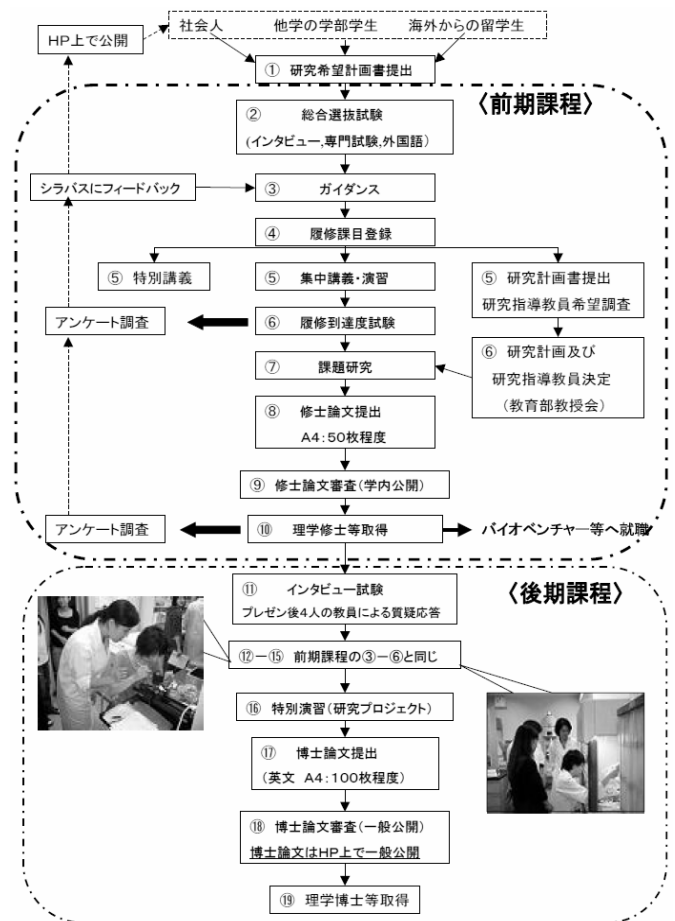 社会人　他学の学部学生　海外からの留学生
HP上で公開
① 研究希望計画書提出
〈前期課程〉
② 総合選抜試験
(インタビュー,専門試験,外国語)
シラバスにフィードバック
③ ガイダンス
④ 履修課目登録
⑤ 特別講義
⑤ 集中講義・演習
⑤ 研究計画書提出
研究指導教員希望調査
アンケート調査
⑥ 履修到達度試験
⑥ 研究計画及び
研究指導教員決定
(教育部教授会)
⑦ 課題研究
⑧ 修士論文提出
A4:50枚程度
⑨ 修士論文審査(学内公開)
アンケート調査
⑩ 理学修士等取得
バイオベンチャー等へ就職
〈後期課程〉
⑪ インタビュー試験
プレゼン後4人の教員による質疑応答
⑫－⑮ 前期課程の③－⑥と同じ
⑯ 特別演習(研究プロジェクト)
⑰ 博士論文提出
(英文 A4:100枚程度)
⑱ 博士論文審査(一般公開)
博士論文はHP上で一般公開
⑲ 理学博士等取得